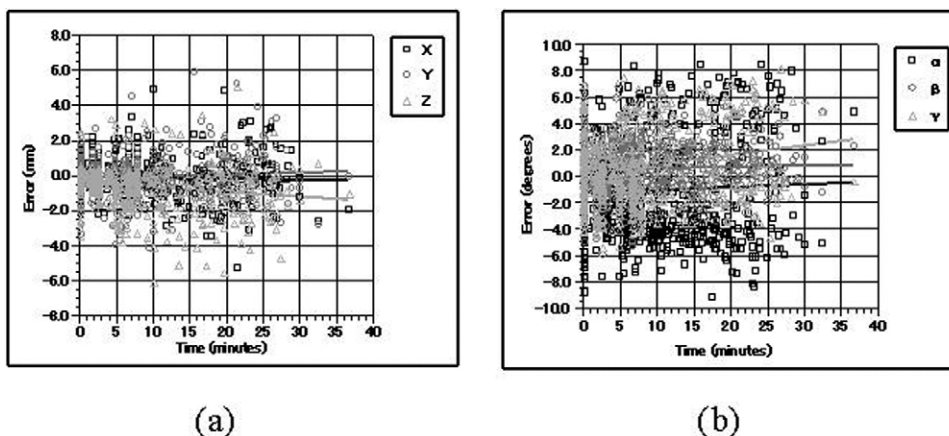 8.0
6.0
4.0
2.0
0.0
-2.0
-4.0
-6.0
-8.0
Error (mm)
0 5 10 15 20 25 30 35 40
Time (minutes)
X
Y
Z
(a)
10.0
8.0
6.0
4.0
2.0
0.0
-2.0
-4.0
-6.0
-8.0
-10.0
Error (degrees)
0 5 10 15 20 25 30 35 40
Time (minutes)
α
β
γ
(b)